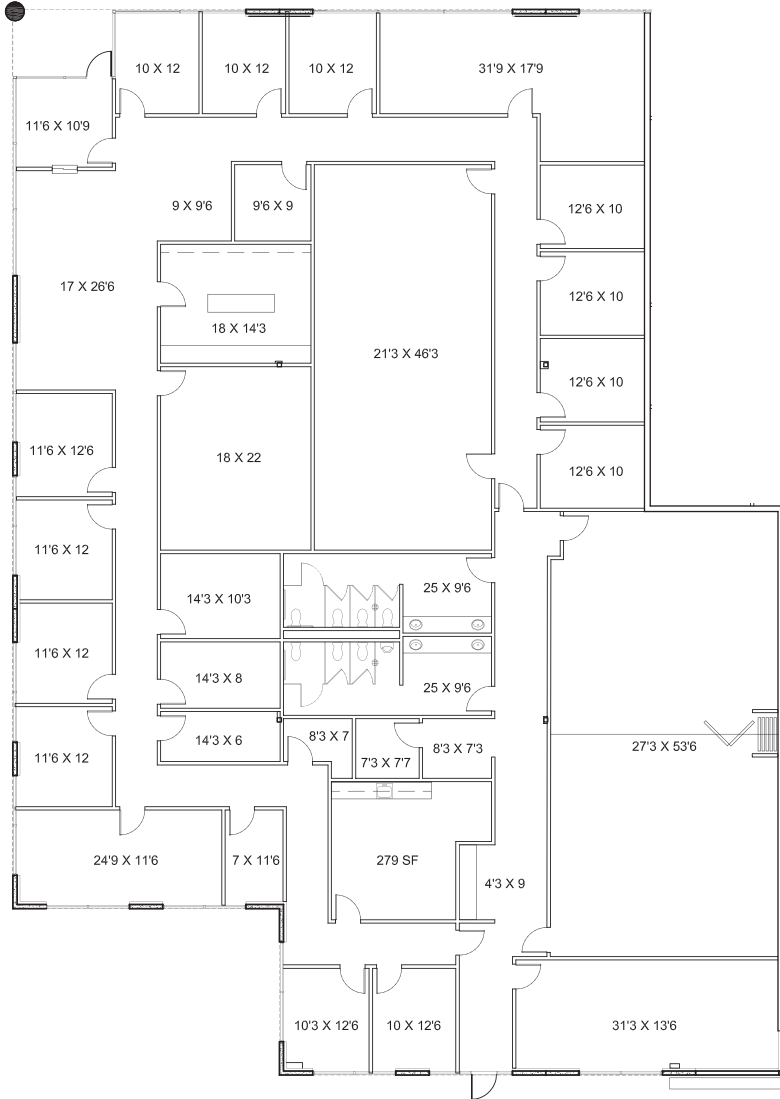 10 X 12
10 X 12
10 X 12
31'9 X 17'9
11'6 X 10'9
9 X 9'6
9'6 X 9
12'6 X 10
17 X 26'6
12'6 X 10
18 X 14'3
21'3 X 46'3
12'6 X 10
11'6 X 12'6
18 X 22
12'6 X 10
11'6 X 12
14'3 X 10'3
25 X 9'6
11'6 X 12
14'3 X 8
25 X 9'6
14'3 X 6
8'3 X 7
8'3 X 7'3
27'3 X 53'6
11'6 X 12
7'3 X 7'7
24'9 X 11'6
7 X 11'6
279 SF
4'3 X 9
10'3 X 12'6
10 X 12'6
31'3 X 13'6